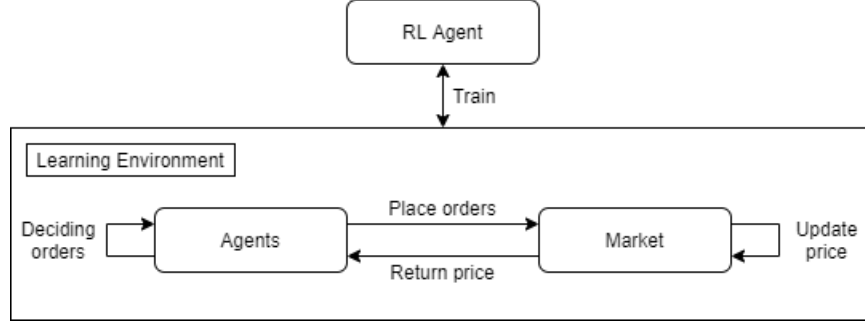 RL Agent
Train
Learning Environment
Deciding
orders
Agents
Place orders
Return price
Market
Update
price